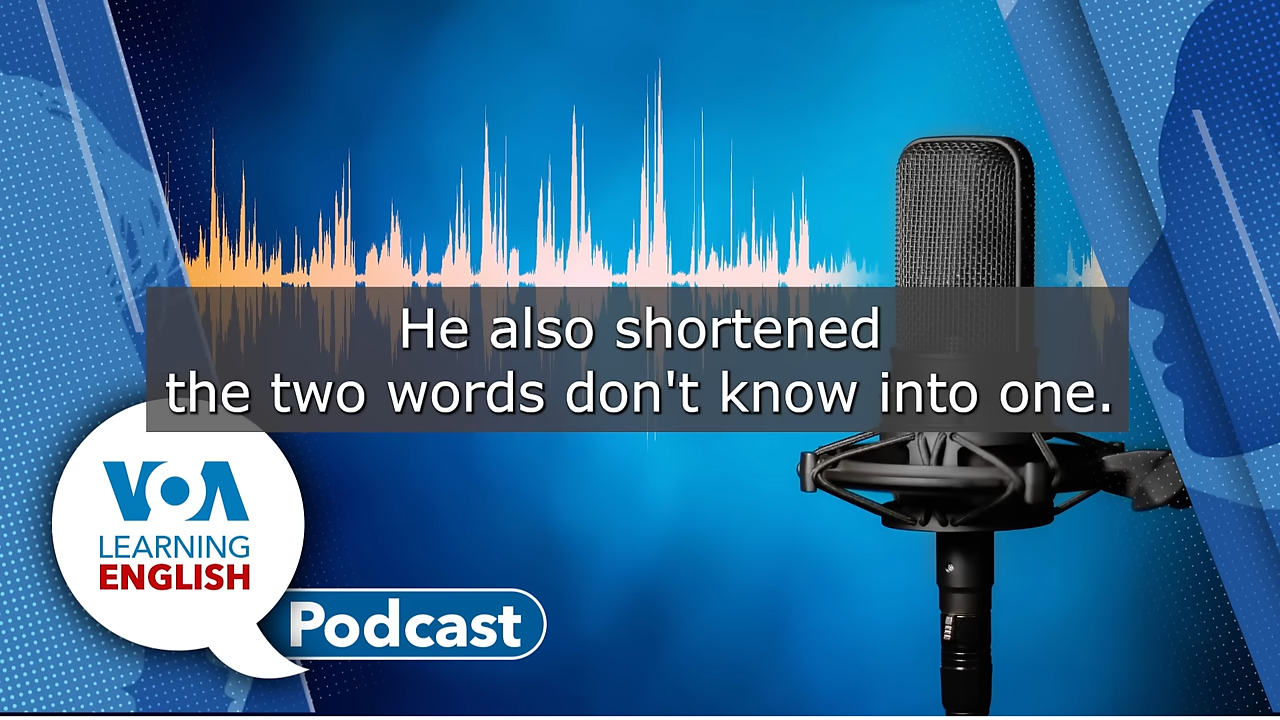 He also shortened
the two words don't know into one.
VOA
LEARNING
ENGLISH
Podcast